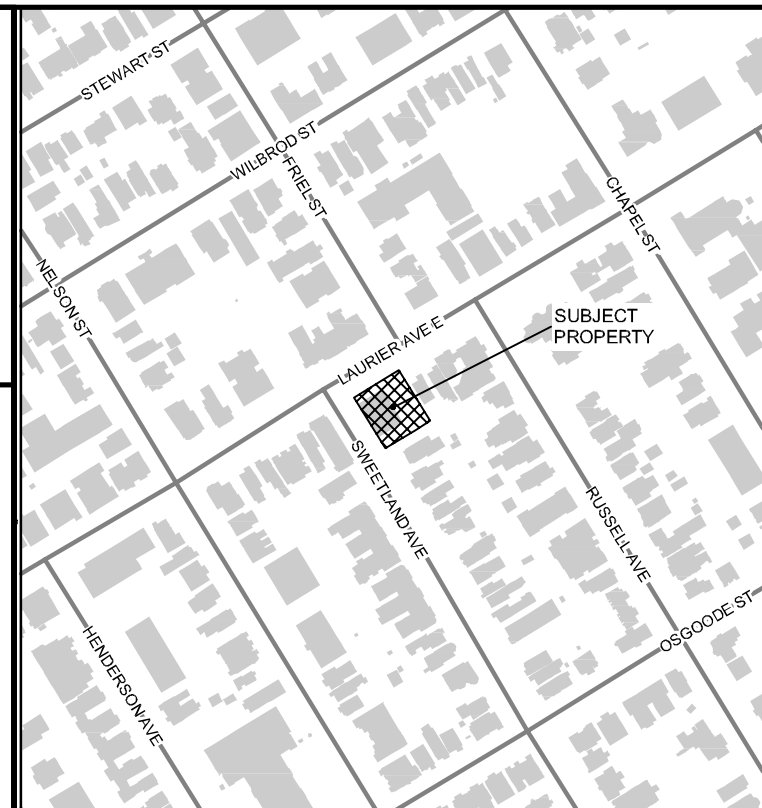 STEWART ST
WILBROD ST
FRIEL ST
CHAPEL ST
NELSON ST
SUBJECT
PROPERTY
LAURIER AVE E
SWEETLAND AVE
RUSSELL AVE
OSGOODE ST
HENDERSON AVE